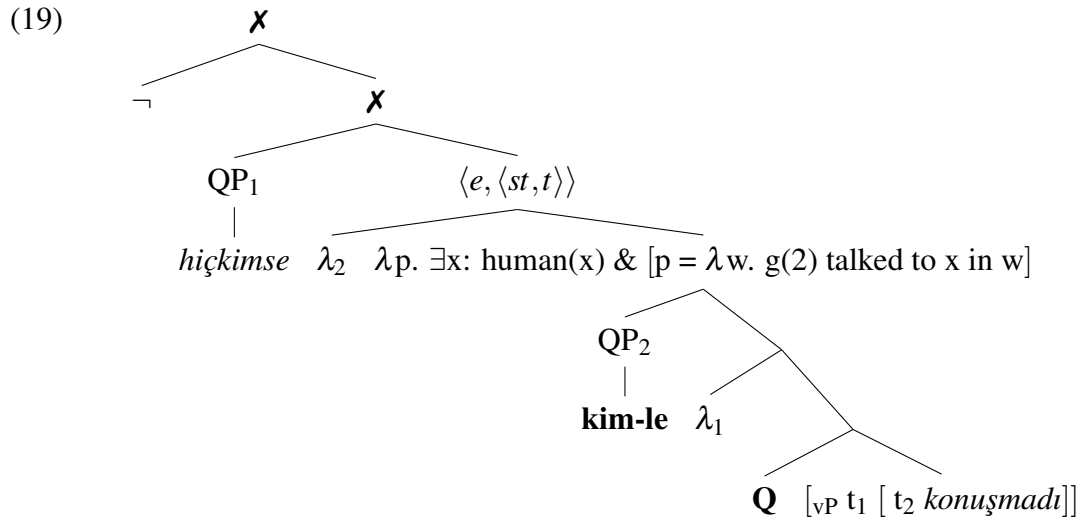 (19)
✗
¬ ✗
QP₁ ⟨e, ⟨st, t⟩⟩
hiçkimse λ₂ λp. ∃x: human(x) & [p = λw. g(2) talked to x in w]
QP₂
kim-le λ₁
Q [vP t₁ [ t₂ konuşmadı]]